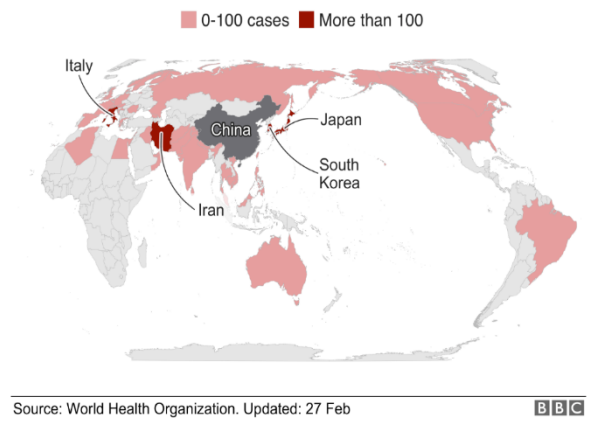 0-100 cases More than 100
Italy
China
Japan
South
Korea
Iran
Source: World Health Organization. Updated: 27 Feb BBC